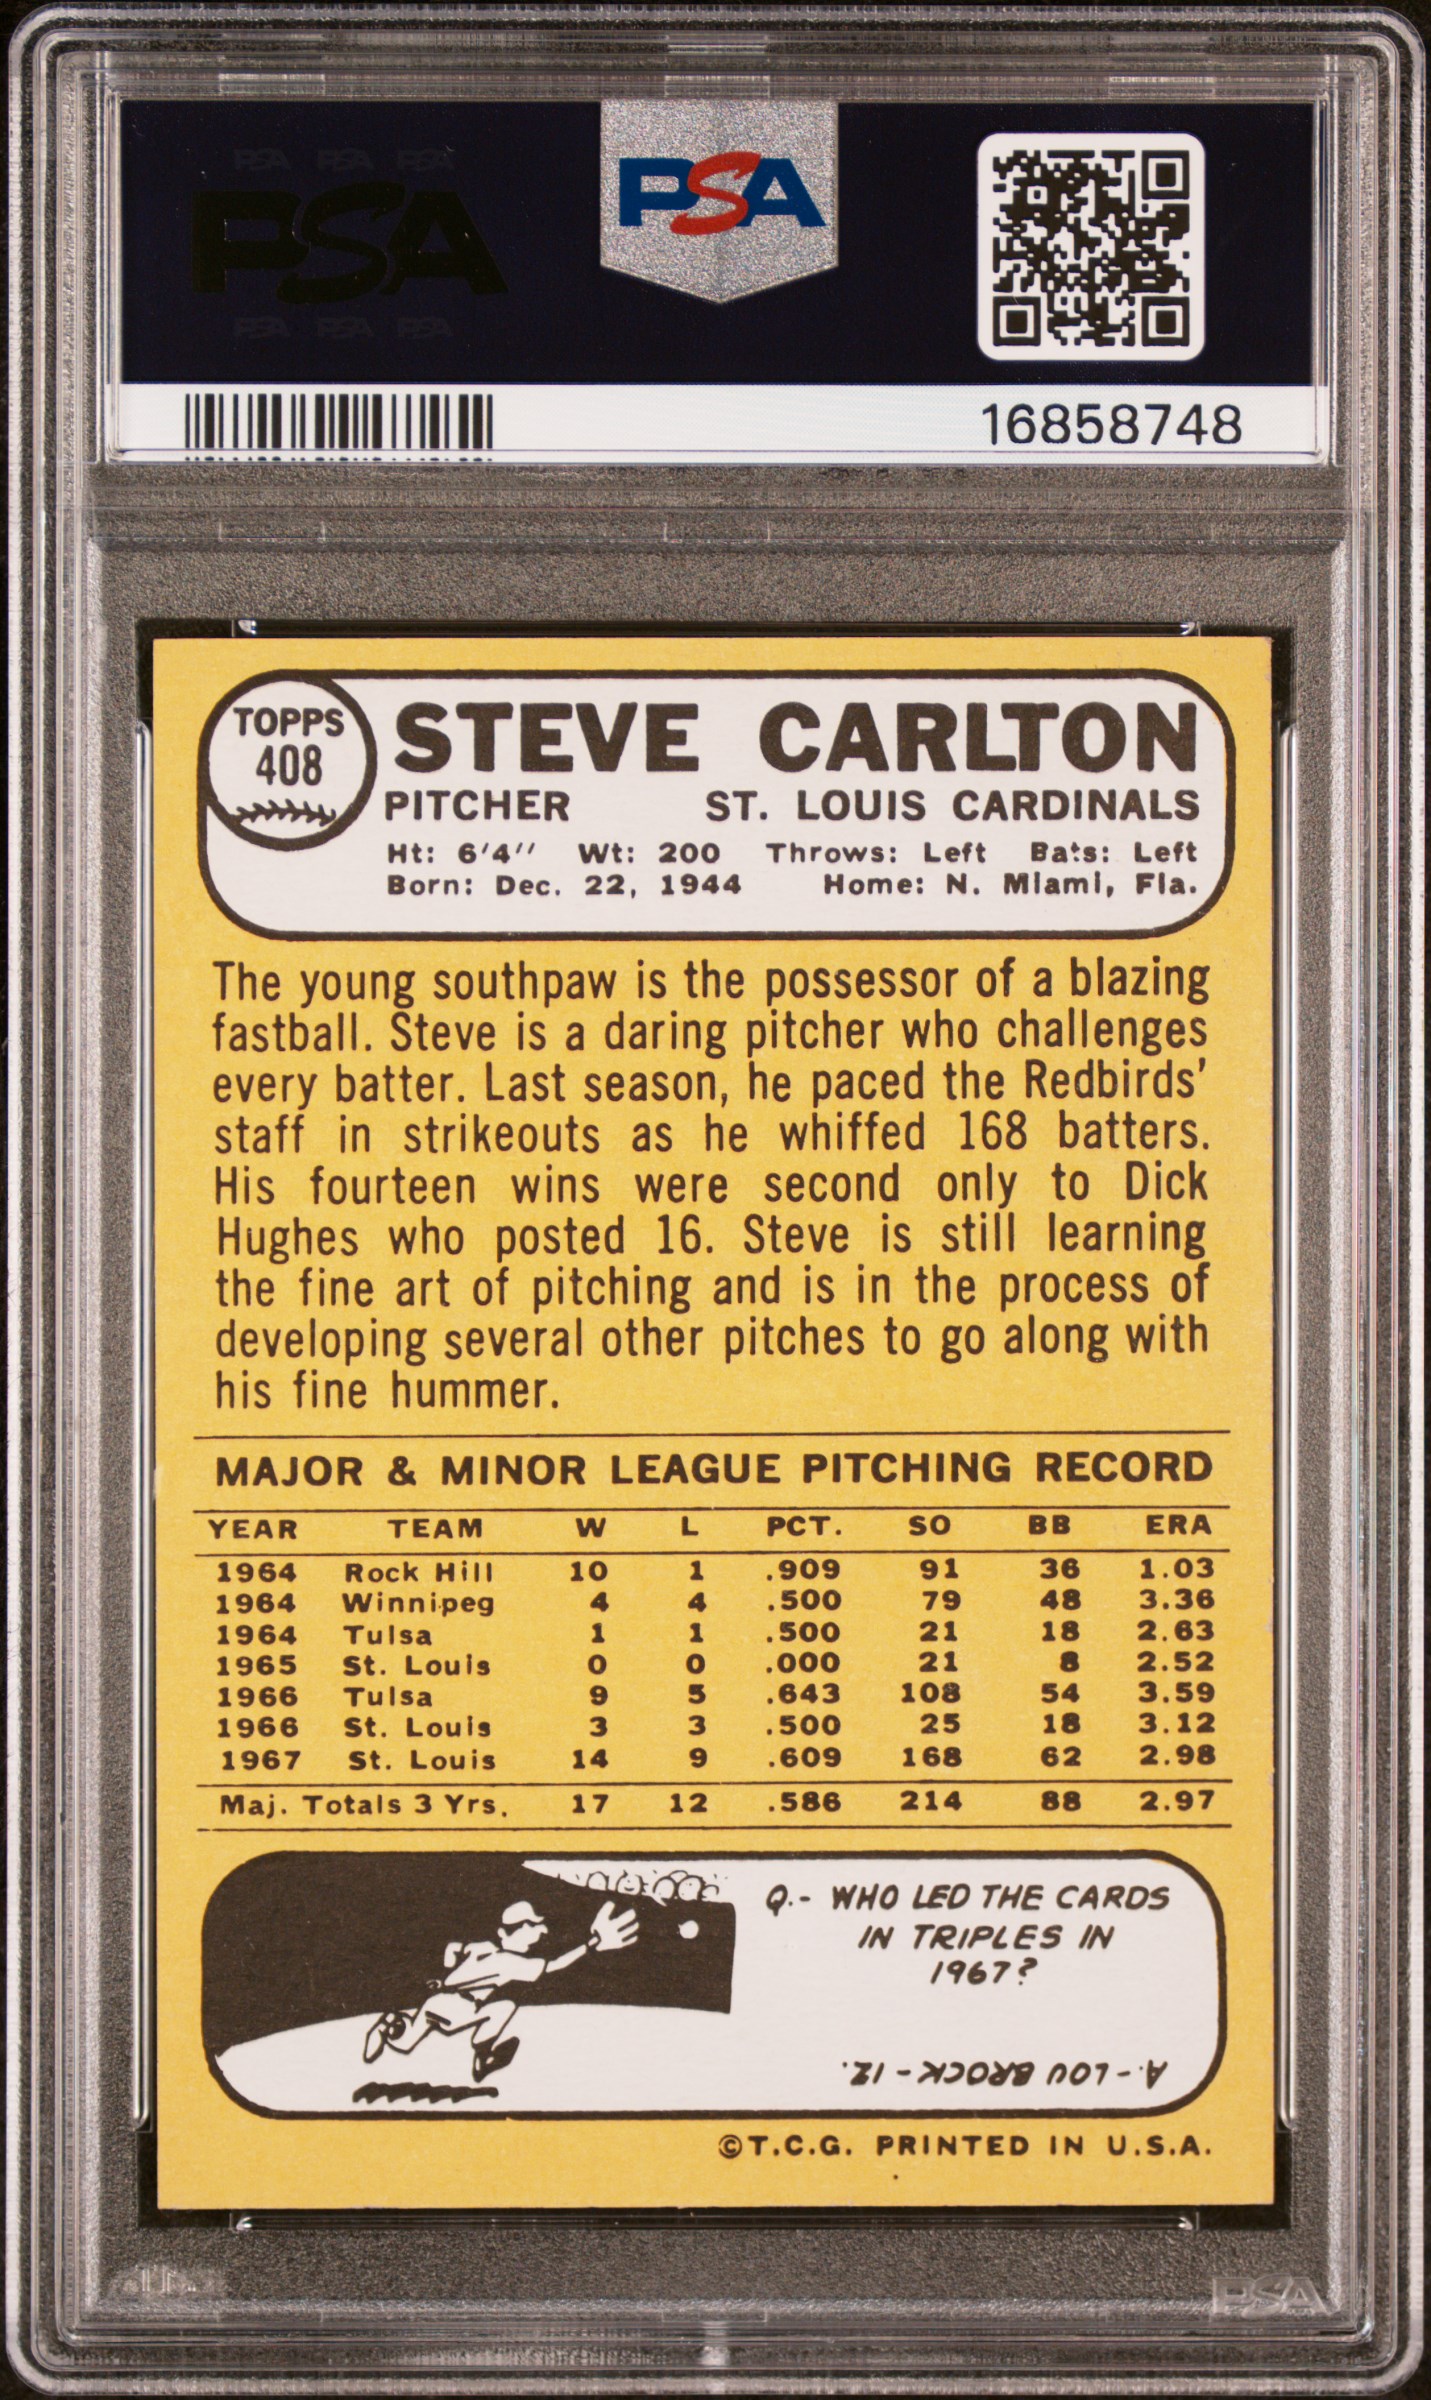 PSA PSA PSA
PSA
PSA PSA PSA
PSA
16858748
TOPPS
408
STEVE CARLTON
PITCHER ST. LOUIS CARDINALS
Ht: 6'4'' Wt: 200 Throws: Left Bats: Left
Born: Dec. 22, 1944 Home: N. Miami, Fla.
The young southpaw is the possessor of a blazing
fastball. Steve is a daring pitcher who challenges
every batter. Last season, he paced the Redbirds'
staff in strikeouts as he whiffed 168 batters.
His fourteen wins were second only to Dick
Hughes who posted 16. Steve is still learning
the fine art of pitching and is in the process of
developing several other pitches to go along with
his fine hummer.
MAJOR & MINOR LEAGUE PITCHING RECORD
YEAR TEAM W L PCT. SO BB ERA
1964 Rock Hill 10 1 .909 91 36 1.03
1964 Winnipeg 4 4 .500 79 48 3.36
1964 Tulsa 1 1 .500 21 18 2.63
1965 St. Louis 0 0 .000 21 8 2.52
1966 Tulsa 9 5 .643 108 54 3.59
1966 St. Louis 3 3 .500 25 18 3.12
1967 St. Louis 14 9 .609 168 62 2.98
Maj. Totals 3 Yrs. 17 12 .586 214 88 2.97
Q.- WHO LED THE CARDS
IN TRIPLES IN
1967?
A.- LOU BROCK - 12.
©T.C.G. PRINTED IN U.S.A.
PSA